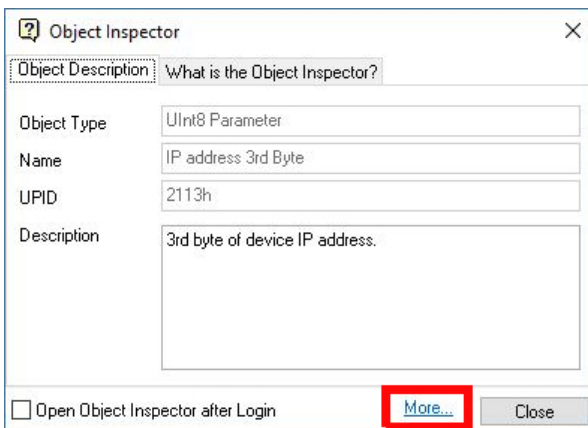 Object Inspector
Object Description What is the Object Inspector?
Object Type UInt8 Parameter
Name IP address 3rd Byte
UPID 2113h
Description 3rd byte of device IP address.
Open Object Inspector after Login More... Close